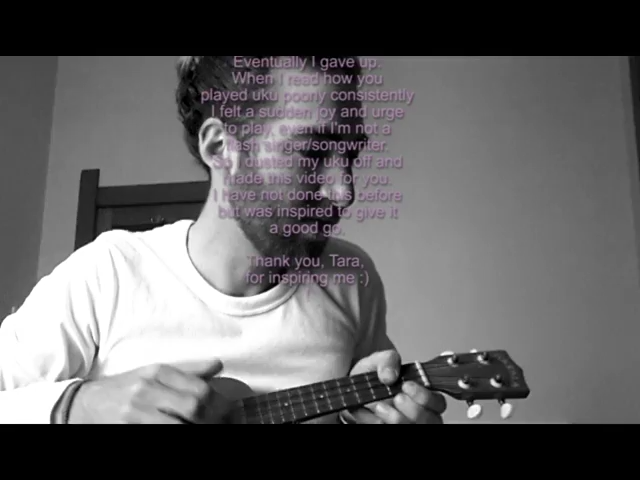 Eventually I gave up.
When I read how you
played uku poorly consistently
I felt a sudden joy and urge
to play, even if I'm not a
flash singer/songwriter.
So I dusted my uku off and
made this video for you.
I have not done this before
but was inspired to give it
a good go.
Thank you, Tara,
for inspiring me :)